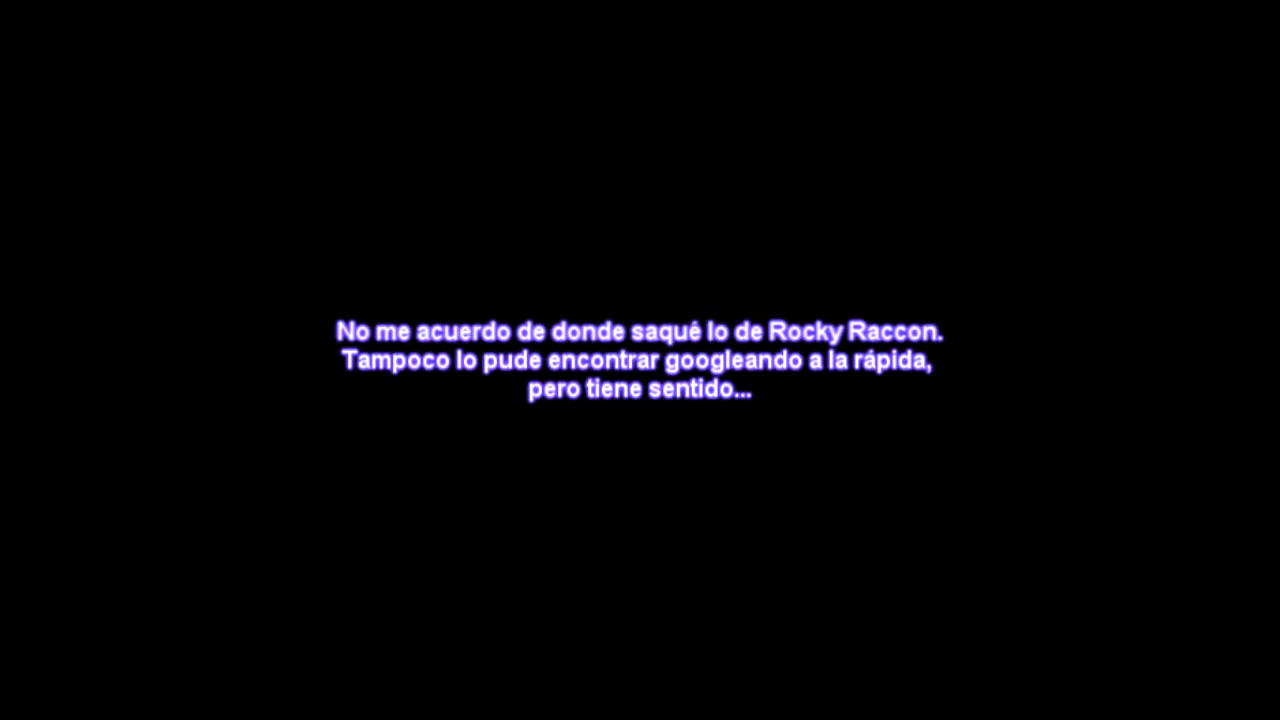 No me acuerdo de donde saqué lo de Rocky Raccon.
Tampoco lo pude encontrar googleando a la rápida,
pero tiene sentido...